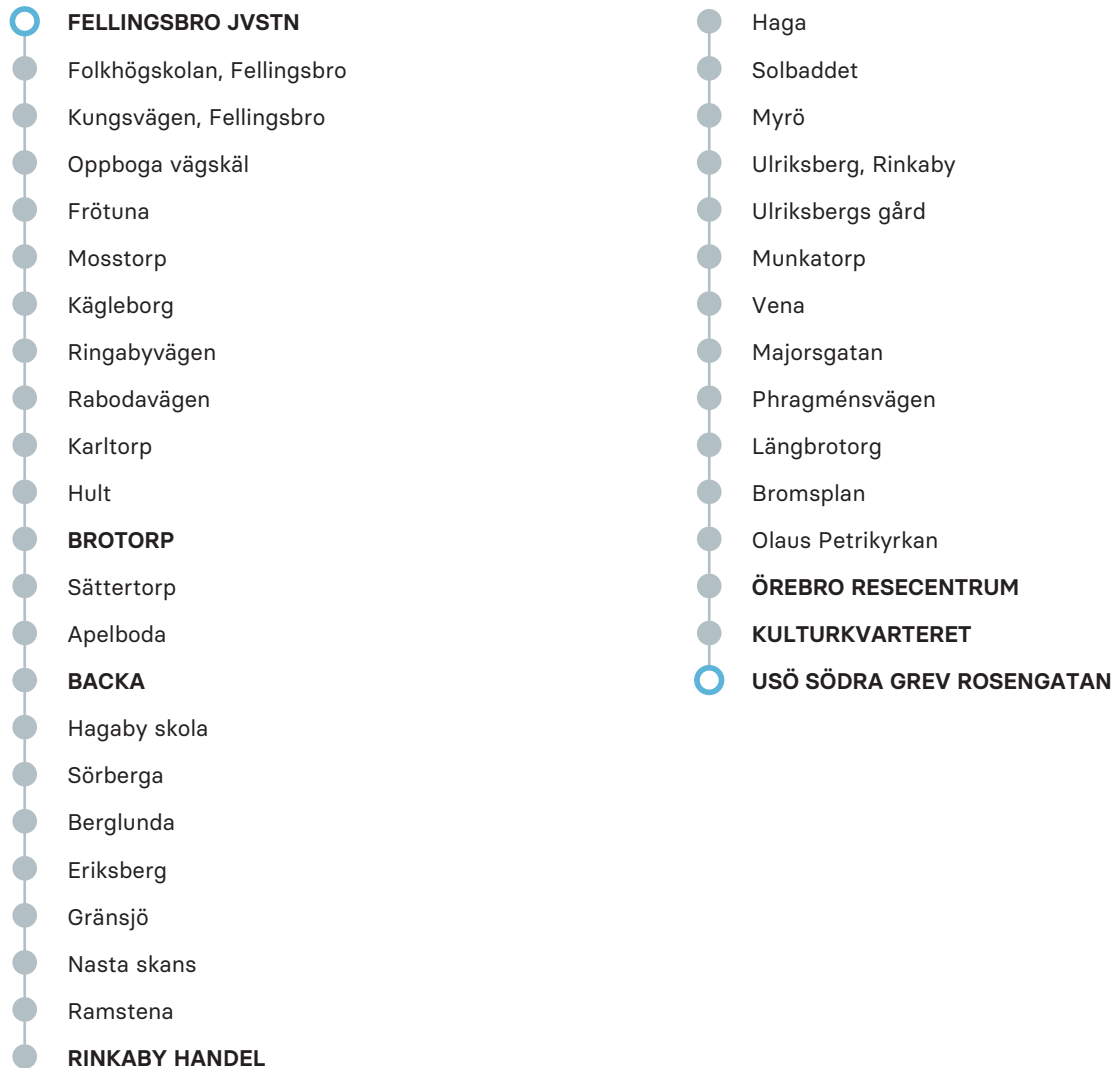 FELLINGSBRO JVSTN
Folkhögskolan, Fellingsbro
Kungsvägen, Fellingsbro
Oppboga vägskäl
Frötuna
Mosstorp
Kägleborg
Ringabyvägen
Rabodavägen
Karltorp
Hult
BROTORP
Sättertorp
Apelboda
BACKA
Hagaby skola
Sörberga
Berglunda
Eriksberg
Gränsjö
Nasta skans
Ramstena
RINKABY HANDEL
Haga
Solbaddet
Myrö
Ulriksberg, Rinkaby
Ulriksbergs gård
Munkatorp
Vena
Majorsgatan
Phragménsvägen
Längbrotorg
Bromsplan
Olaus Petrikyrkan
ÖREBRO RESECENTRUM
KULTURKVARTERET
USÖ SÖDRA GREV ROSENGATAN